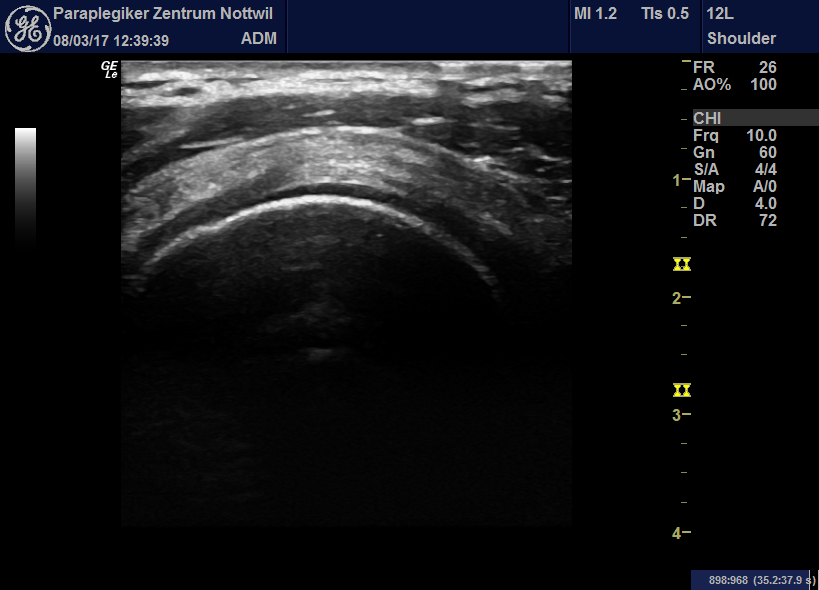 Paraplegiker Zentrum Nottwil
08/03/17 12:39:39 ADM
MI 1.2 TIs 0.5
12L
Shoulder
GE
Le
FR 26
AO% 100
CHI
Frq 10.0
Gn 60
S/A 4/4
Map A/0
D 4.0
DR 72
1
2
3
4
898:968 (35.2:37.9 s)